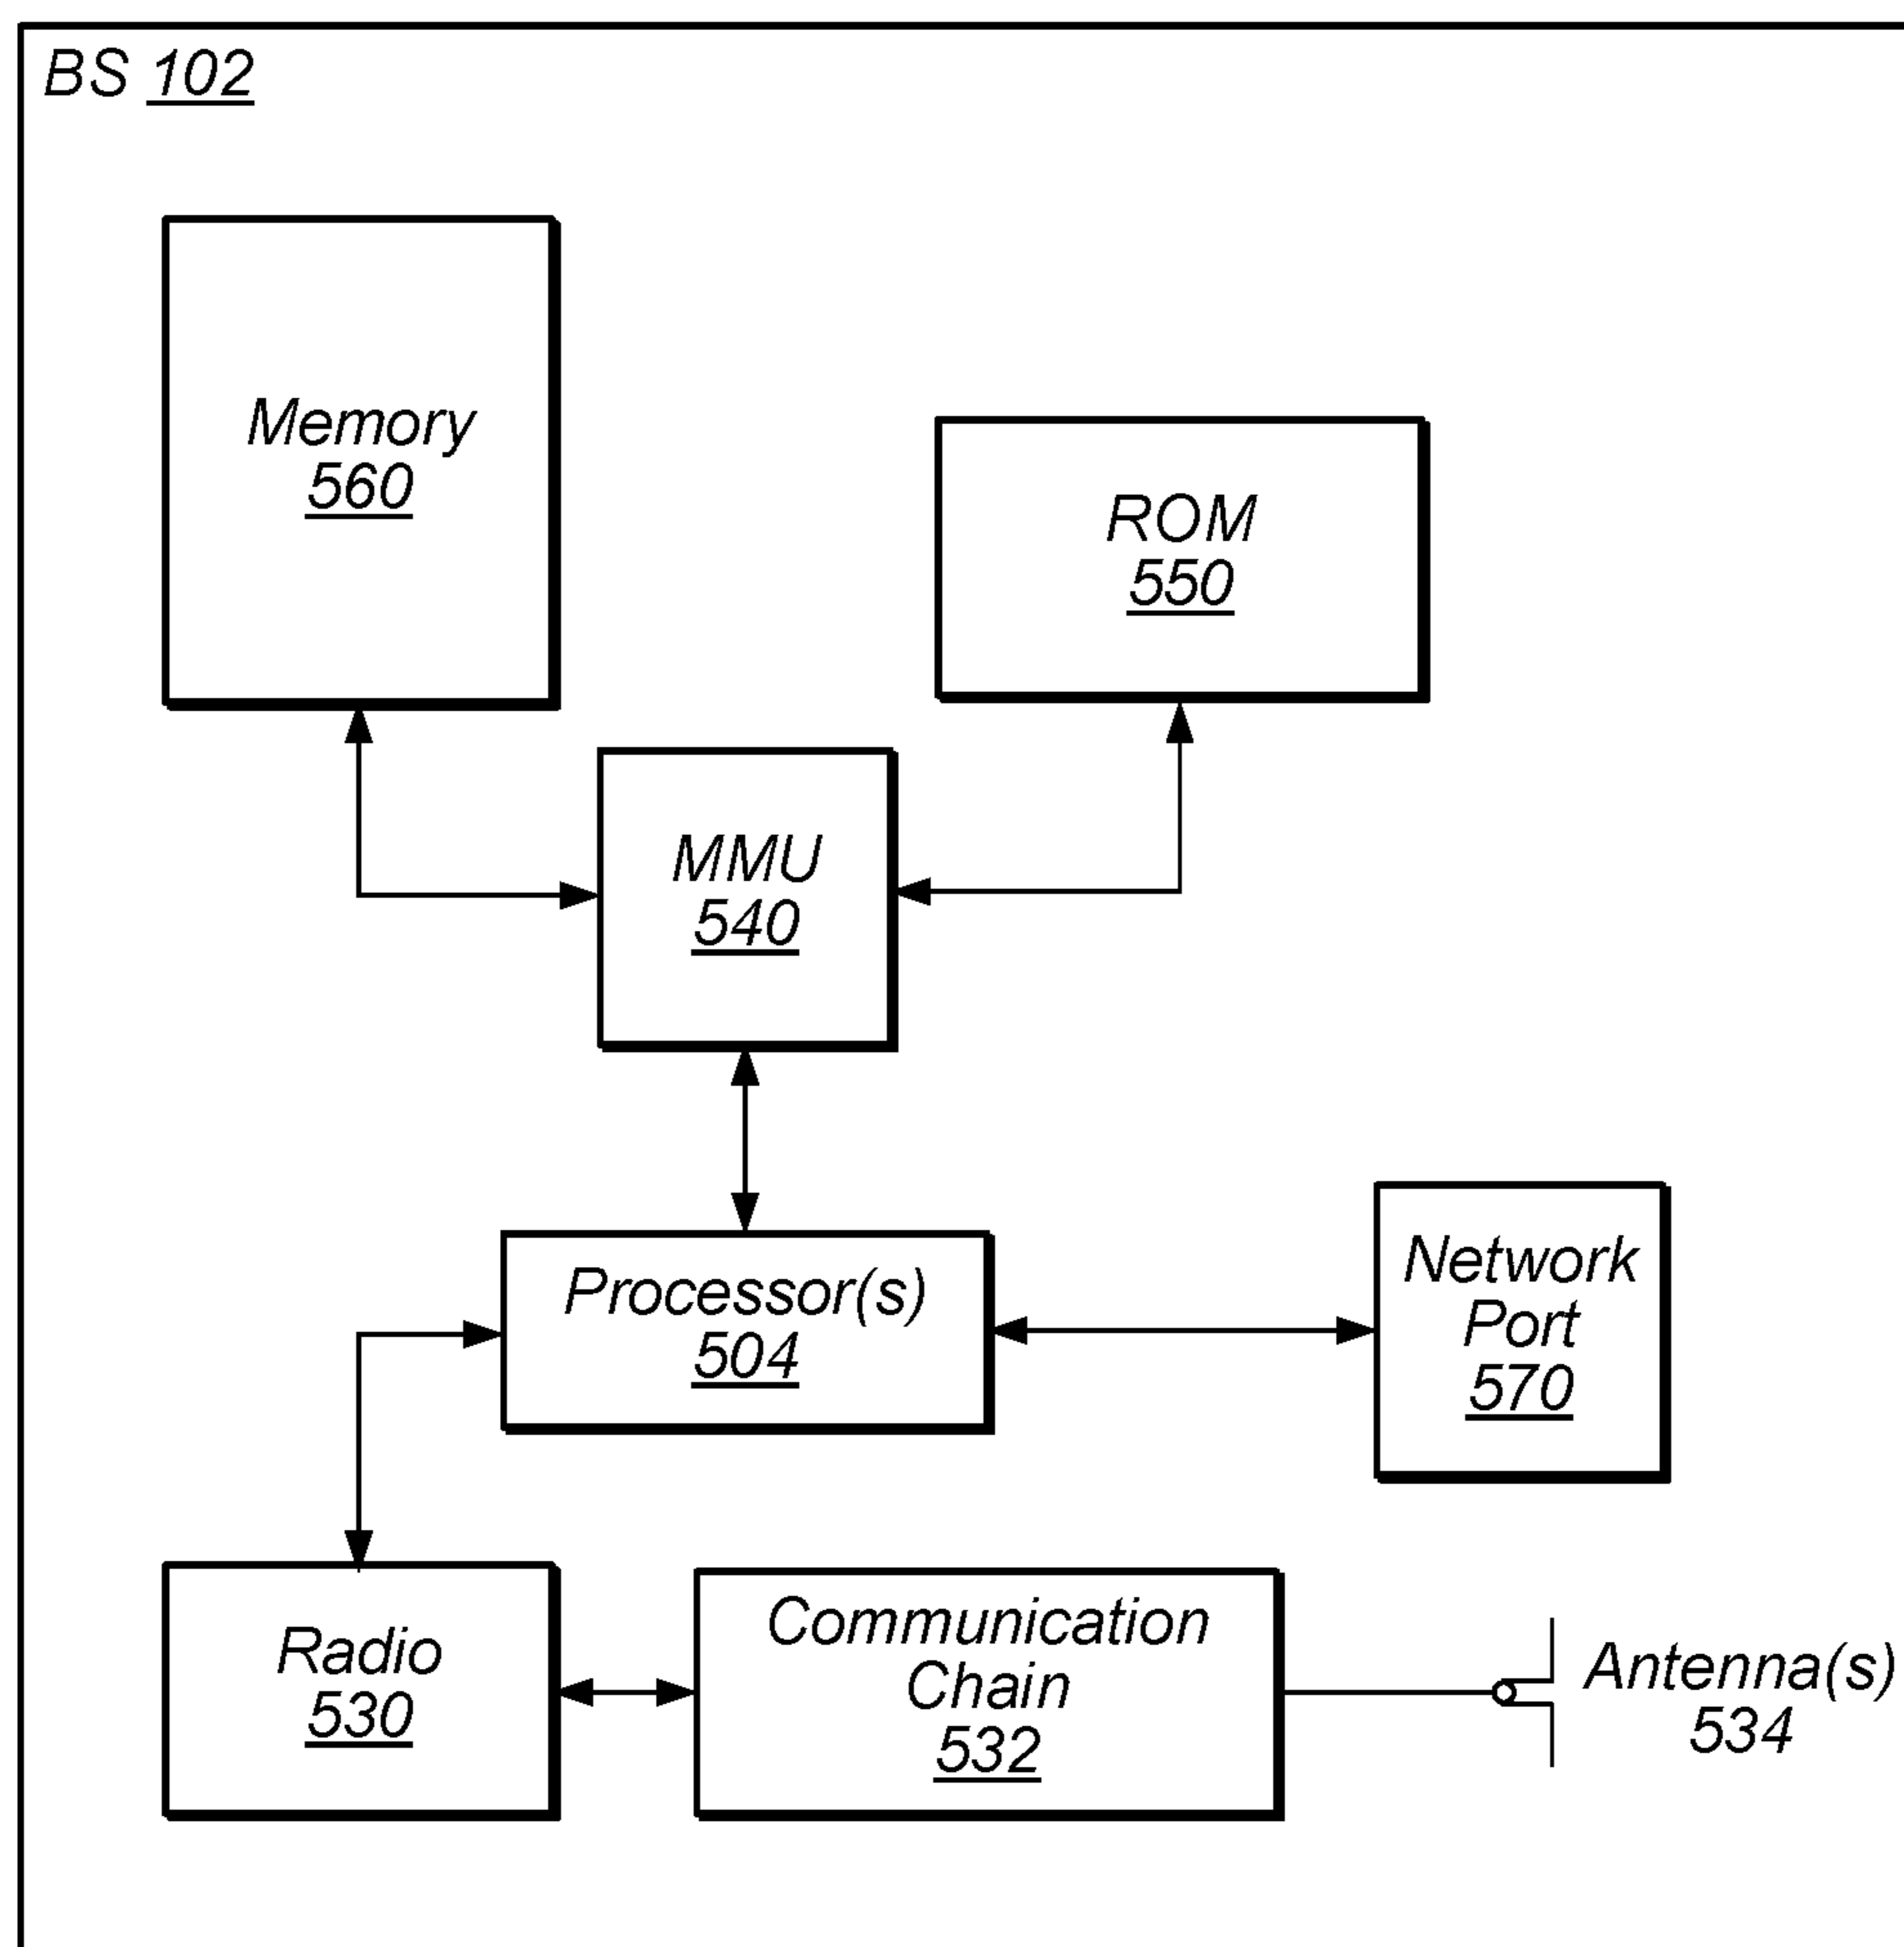 BS 102
Memory
560
ROM
550
MMU
540
Processor(s)
504
Network
Port
570
Radio
530
Communication
Chain
532
Antenna(s)
534